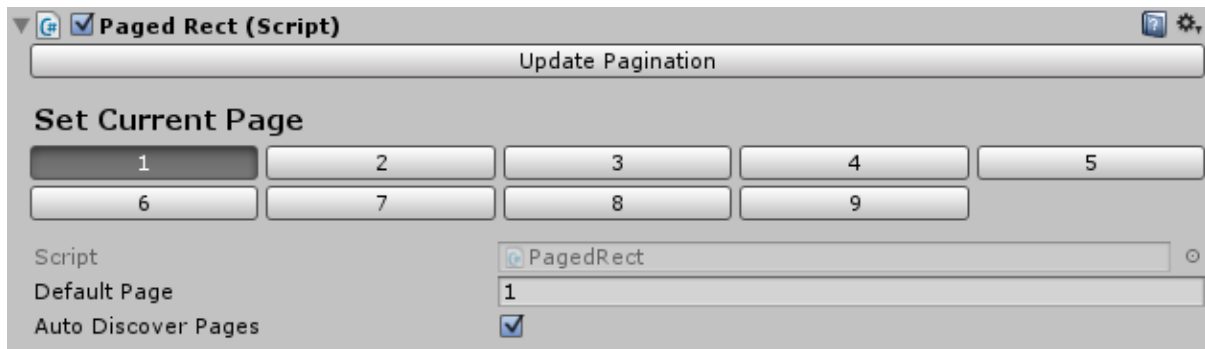 Paged Rect (Script)
Update Pagination
Set Current Page
1 2 3 4 5
6 7 8 9
Script PagedRect
Default Page 1
Auto Discover Pages